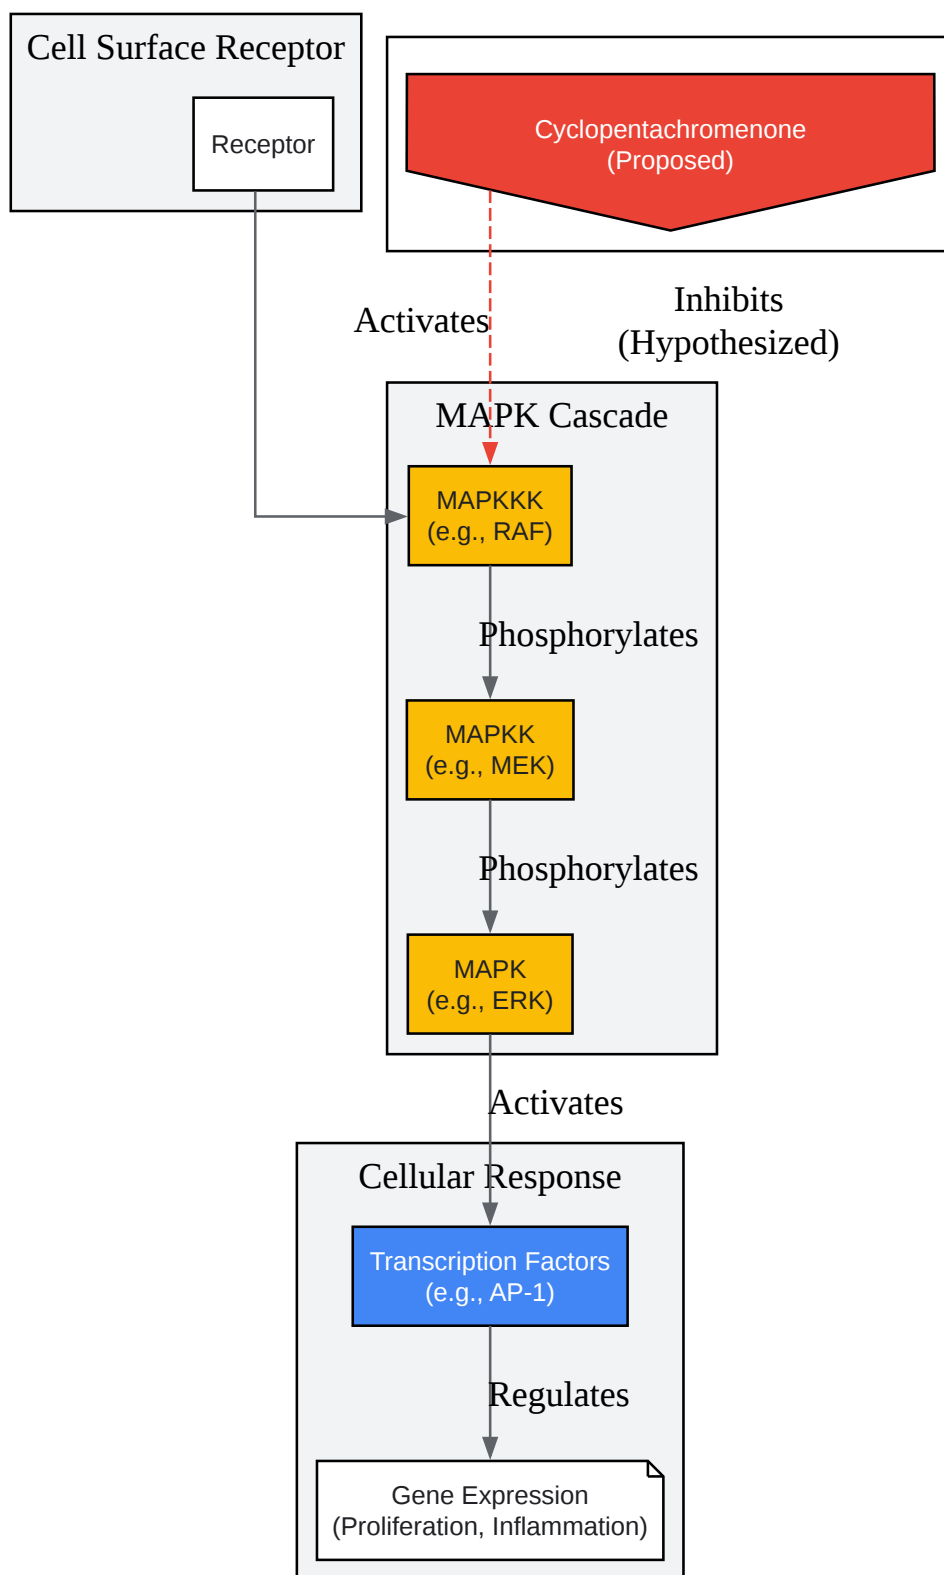 Cell Surface Receptor
Receptor
Cyclopentachromenone
(Proposed)
Activates
Inhibits
(Hypothesized)
MAPK Cascade
MAPKKK
(e.g., RAF)
Phosphorylates
MAPKK
(e.g., MEK)
Phosphorylates
MAPK
(e.g., ERK)
Activates
Cellular Response
Transcription Factors
(e.g., AP-1)
Regulates
Gene Expression
(Proliferation, Inflammation)